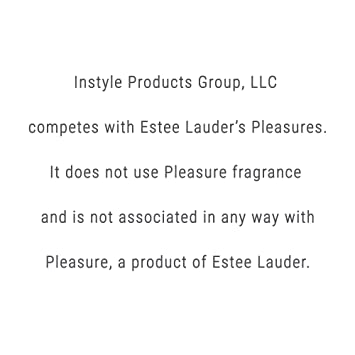 Instyle Products Group, LLC
competes with Estee Lauder’s Pleasures.
It does not use Pleasure fragrance
and is not associated in any way with
Pleasure, a product of Estee Lauder.